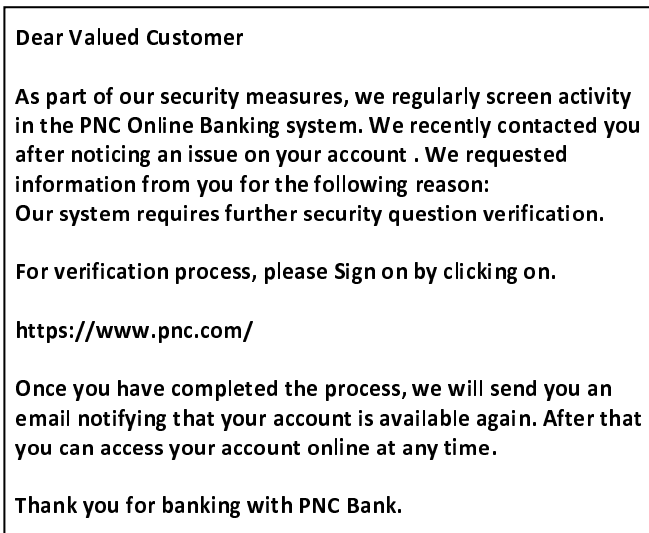 Dear Valued Customer
As part of our security measures, we regularly screen activity
in the PNC Online Banking system. We recently contacted you
after noticing an issue on your account . We requested
information from you for the following reason:
Our system requires further security question verification.
For verification process, please Sign on by clicking on.
https://www.pnc.com/
Once you have completed the process, we will send you an
email notifying that your account is available again. After that
you can access your account online at any time.
Thank you for banking with PNC Bank.